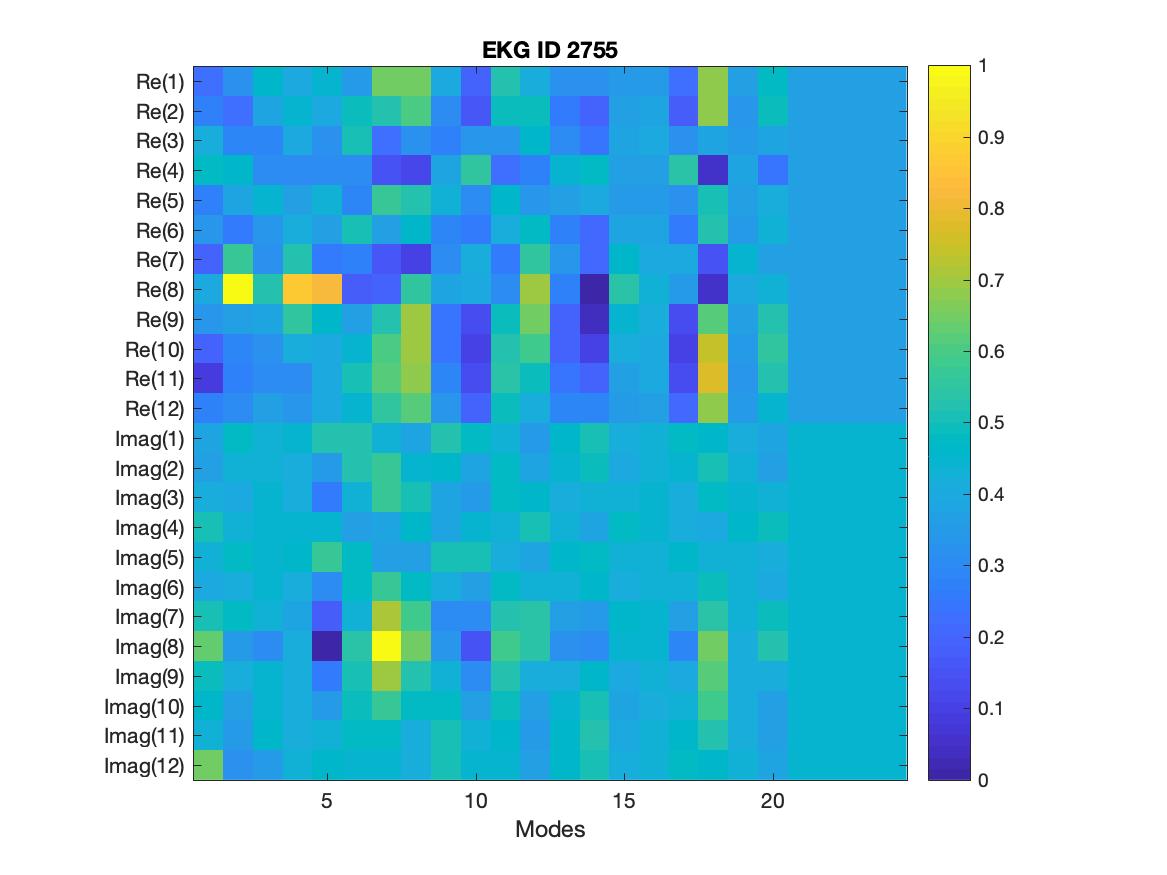 EKG ID 2755
Re(1)
Re(2)
Re(3)
Re(4)
Re(5)
Re(6)
Re(7)
Re(8)
Re(9)
Re(10)
Re(11)
Re(12)
Imag(1)
Imag(2)
Imag(3)
Imag(4)
Imag(5)
Imag(6)
Imag(7)
Imag(8)
Imag(9)
Imag(10)
Imag(11)
Imag(12)
5 10 15 20
Modes
1
0.9
0.8
0.7
0.6
0.5
0.4
0.3
0.2
0.1
0